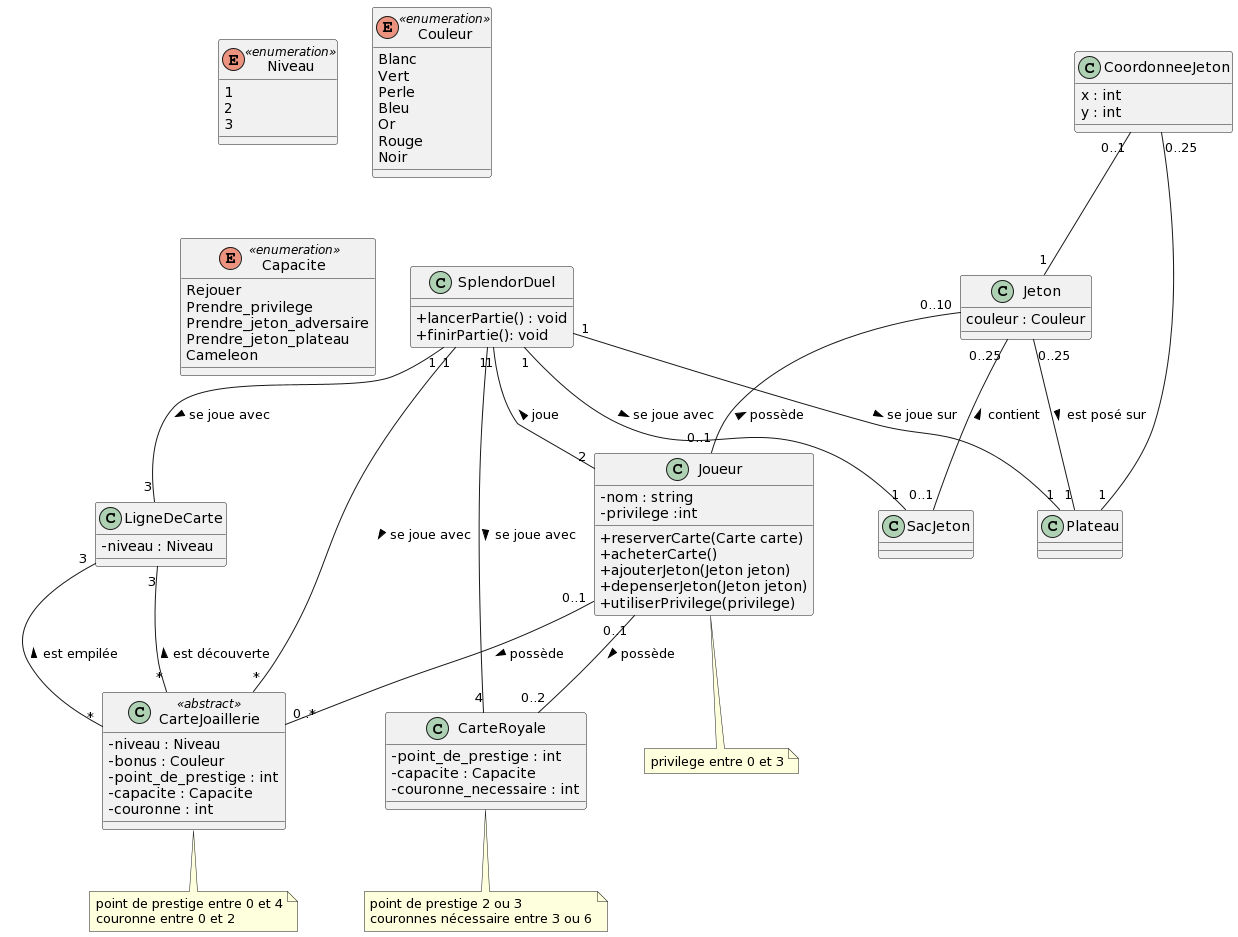 E «enumeration»
Niveau
1
2
3
E «enumeration»
Couleur
Blanc
Vert
Perle
Bleu
Or
Rouge
Noir
C CoordonneeJeton
x : int
y : int
0..1
0..25
E «enumeration»
Capacite
Rejouer
Prendre_privilege
Prendre_jeton_adversaire
Prendre_jeton_plateau
Cameleon
C SplendorDuel
+lancerPartie() : void
+finirPartie(): void
1
C Jeton
couleur : Couleur
1
0..10
1
1
1
1
1
0..25
0..25
se joue avec
joue
se joue avec
possède
se joue sur
contient
est posé sur
3
2
0..1
1
0..1
1
1
1
C LigneDeCarte
-niveau : Niveau
3
3
se joue avec
se joue avec
C Joueur
-nom : string
-privilege :int
+reserverCarte(Carte carte)
+acheterCarte()
+ajouterJeton(Jeton jeton)
+depenserJeton(Jeton jeton)
+utiliserPrivilege(privilege)
C SacJeton
C Plateau
0..1
0..1
est empilée
est découverte
possède
possède
*
*
*
0..*
4
0..2
C «abstract»
CarteJoaillerie
-niveau : Niveau
-bonus : Couleur
-point_de_prestige : int
-capacite : Capacite
-couronne : int
C CarteRoyale
-point_de_prestige : int
-capacite : Capacite
-couronne_necessaire : int
privilege entre 0 et 3
point de prestige entre 0 et 4
couronne entre 0 et 2
point de prestige 2 ou 3
couronnes nécessaire entre 3 ou 6